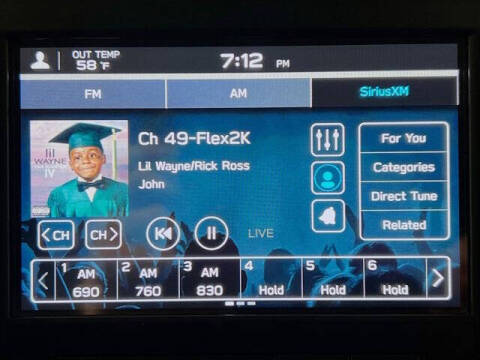 OUT TEMP
58 °F
7:12 PM
FM
AM
SiriusXM
lil
WAYNE
IV
Ch 49-Flex2K
Lil Wayne/Rick Ross
John
For You
Categories
Direct Tune
Related
CH
CH
LIVE
1 AM 690
2 AM 760
3 AM 830
4 Hold
5 Hold
6 Hold